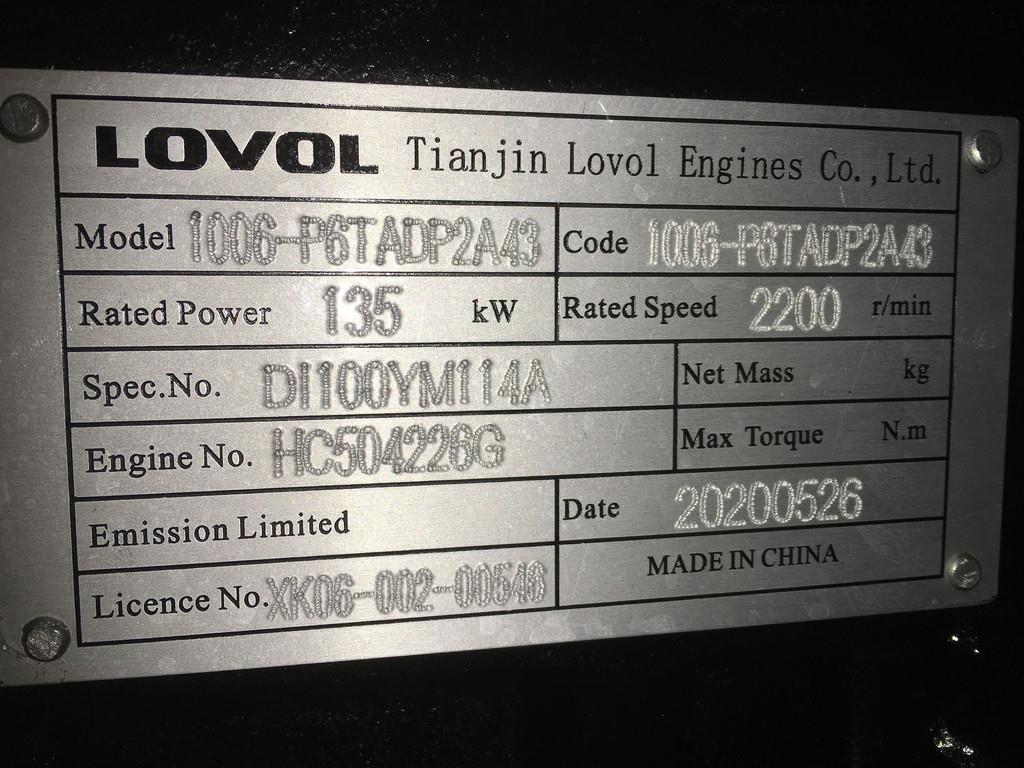 LOVOL Tianjin Lovol Engines Co.,Ltd.
Model 1006-P6TADP2A43 Code 1006-P6TADP2A43
Rated Power 135 kW Rated Speed 2200 r/min
Spec.No. DI100YM114A Net Mass kg
Engine No. HC504226G Max Torque N.m
Emission Limited Date 20200526
Licence No. XK06-002-00548 MADE IN CHINA